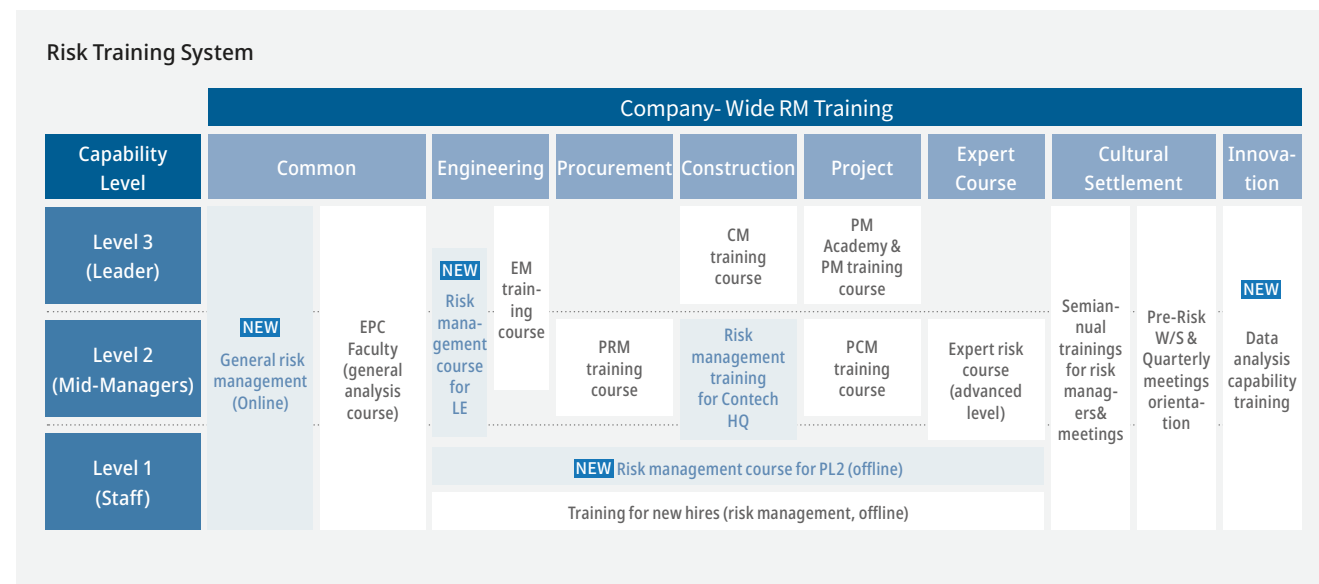 Risk Training System
Company- Wide RM Training
Capability
Level
Common
Engineering
Procurement
Construction
Project
Expert
Course
Cultural
Settlement
Innova-
tion
Level 3
(Leader)
Level 2
(Mid-Managers)
Level 1
(Staff)
NEW
General risk
management
(Online)
EPC
Faculty
(general
analysis
course)
NEW
Risk
mana-
gement
course
for
LE
EM
train-
ing
course
PRM
training
course
CM
training
course
Risk
management
training
for Contech
HQ
PM
Academy &
PM training
course
PCM
training
course
Expert risk
course
(advanced
level)
NEW Risk management course for PL2 (offline)
Training for new hires (risk management, offline)
Semian-
nual
trainings
for risk
manag-
ers&
meetings
Pre-Risk
W/S &
Quarterly
meetings
orienta-
tion
NEW
Data
analysis
capability
training